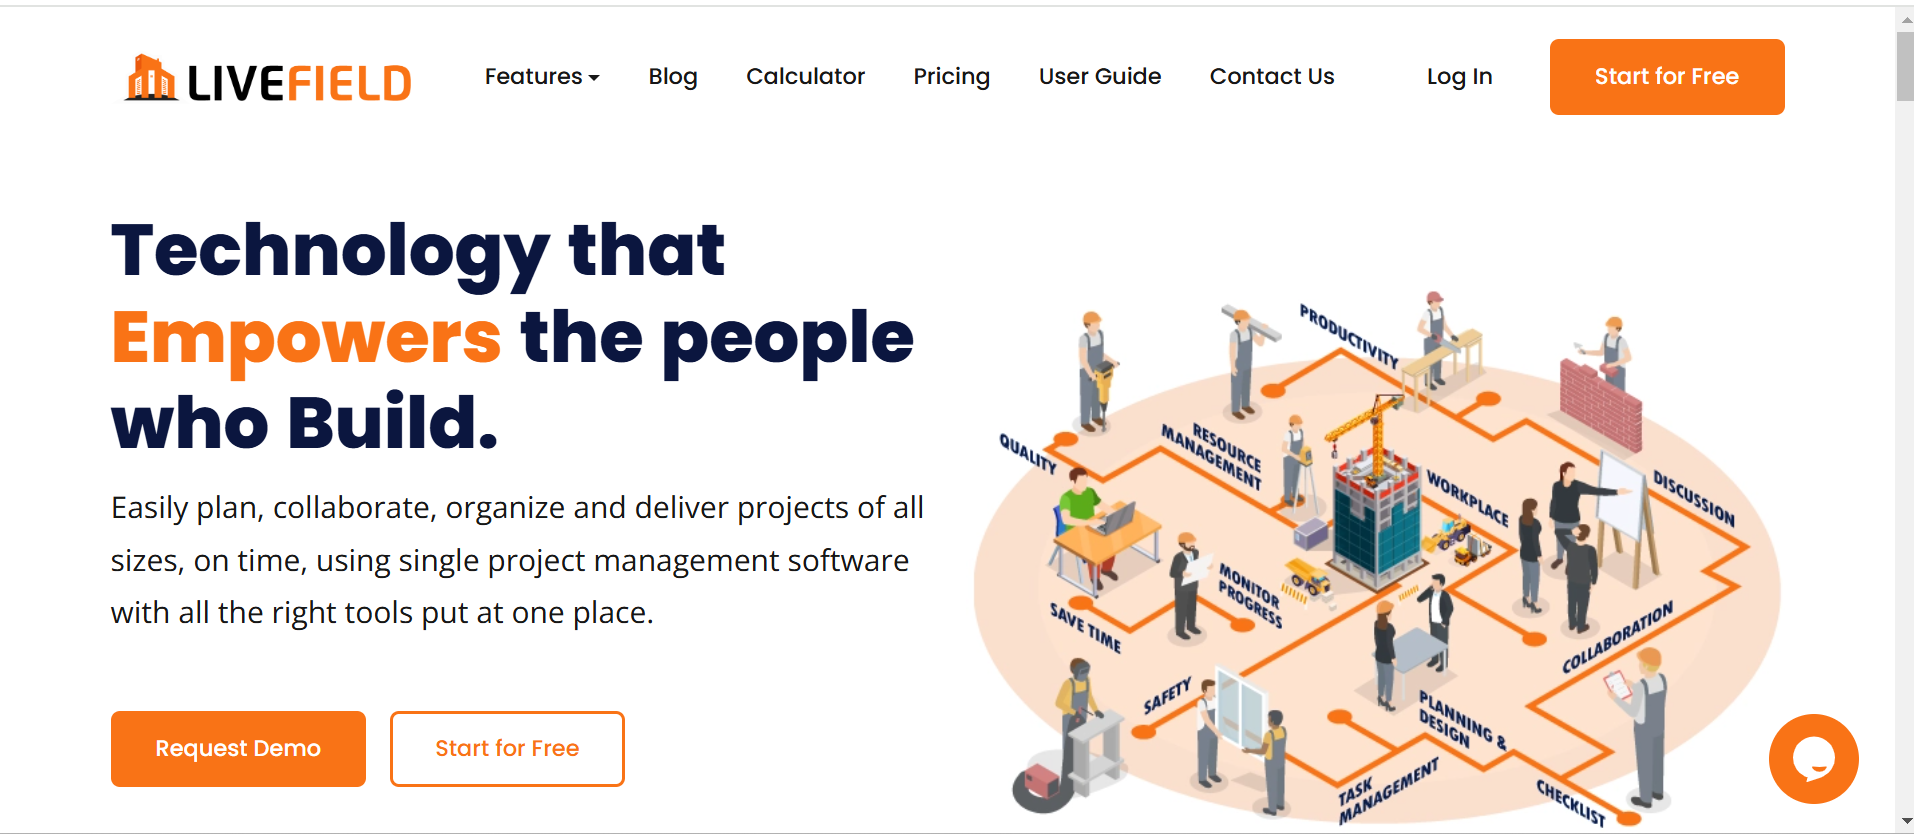 LIVEFIELD
Features
Blog
Calculator
Pricing
User Guide
Contact Us
Log In
Start for Free
Technology that
Empowers the people
who Build.
Easily plan, collaborate, organize and deliver projects of all
sizes, on time, using single project management software
with all the right tools put at one place.
Request Demo
Start for Free
PRODUCTIVITY
QUALITY
RESOURCE
MANAGEMENT
WORKPLACE
DISCUSSION
MONITOR
PROGRESS
SAVE TIME
COLLABORATION
SAFETY
PLANNING &
DESIGN
TASK
MANAGEMENT
CHECKLIST